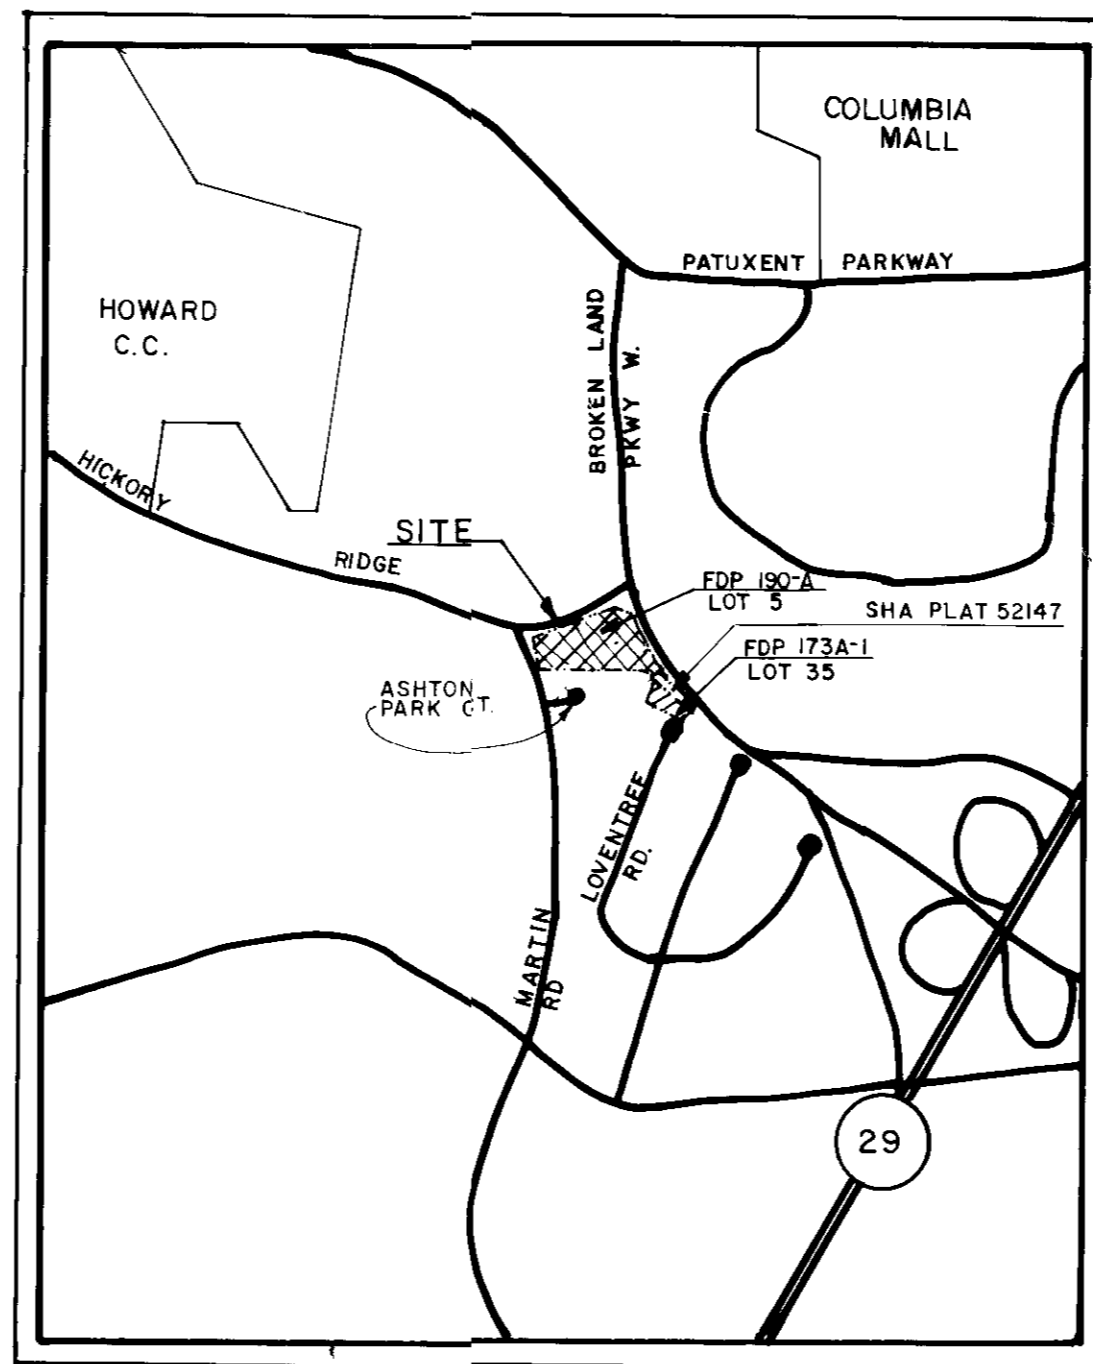 COLUMBIA
MALL
PATUXENT PARKWAY
HOWARD
C.C.
BROKEN LAND
PKWY W.
HICKORY
RIDGE
SITE
FDP 190-A
LOT 5
SHA PLAT 52147
FDP 173A-1
LOT 35
ASHTON
PARK CT.
LOVENTREE
RD.
MARTIN
RD
29